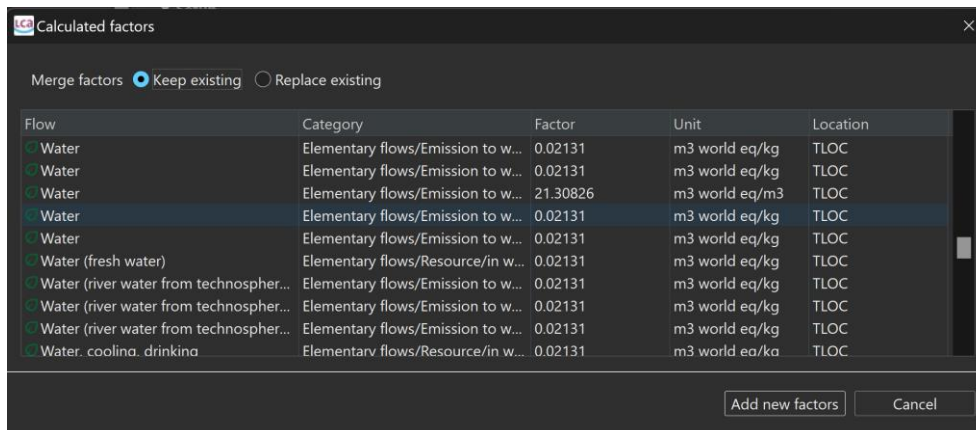 LCa Calculated factors
Merge factors Keep existing Replace existing
Flow Category Factor Unit Location
Water Elementary flows/Emission to w... 0.02131 m3 world eq/kg TLOC
Water Elementary flows/Emission to w... 0.02131 m3 world eq/kg TLOC
Water Elementary flows/Emission to w... 21.30826 m3 world eq/m3 TLOC
Water Elementary flows/Emission to w... 0.02131 m3 world eq/kg TLOC
Water Elementary flows/Emission to w... 0.02131 m3 world eq/kg TLOC
Water (fresh water) Elementary flows/Resource/in w... 0.02131 m3 world eq/kg TLOC
Water (river water from technospher... Elementary flows/Emission to w... 0.02131 m3 world eq/kg TLOC
Water (river water from technospher... Elementary flows/Emission to w... 0.02131 m3 world eq/kg TLOC
Water (river water from technospher... Elementary flows/Emission to w... 0.02131 m3 world eq/kg TLOC
Water, cooling, drinking Elementary flows/Resource/in w... 0.02131 m3 world eq/kg TLOC
Add new factors Cancel